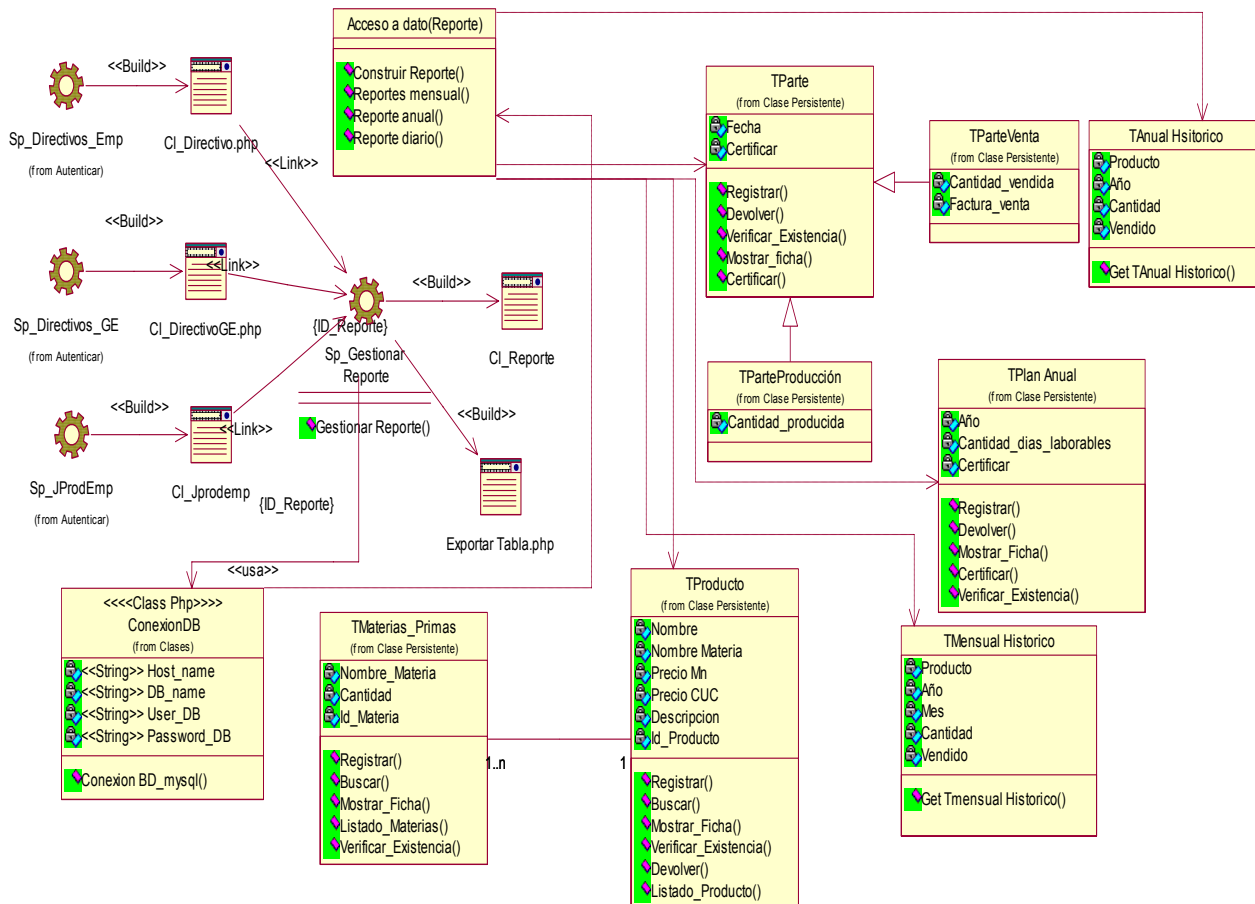 Acceso a dato(Reporte)
Construir Reporte()
Reportes mensual()
Reporte anual()
Reporte diario()
<<Build>>
Sp_Directivos_Emp
(from Autenticar)
Cl_Directivo.php
<<Link>>
<<Build>>
Sp_Directivos_GE
(from Autenticar)
Cl_DirectivoGE.php
<<Link>>
<<Build>>
Sp_JProdEmp
(from Autenticar)
Cl_Jprodemp
<<Link>>
{ID_Reporte}
Sp_Gestionar
Reporte
Gestionar Reporte()
<<Build>>
Cl_Reporte
<<Build>>
Exportar Tabla.php
{ID_Reporte}
<<usa>>
TParte
(from Clase Persistente)
Fecha
Certificar
Registrar()
Devolver()
Verificar_Existencia()
Mostrar_ficha()
Certificar()
TParteVenta
(from Clase Persistente)
Cantidad_vendida
Factura_venta
TAnual Hsitorico
Producto
Año
Cantidad
Vendido
Get TAnual Historico()
TParteProducción
(from Clase Persistente)
Cantidad_producida
TPlan Anual
(from Clase Persistente)
Año
Cantidad_dias_laborables
Certificar
Registrar()
Devolver()
Mostrar_Ficha()
Certificar()
Verificar_Existencia()
<<<<Class Php>>>>
ConexionDB
(from Clases)
<<String>> Host_name
<<String>> DB_name
<<String>> User_DB
<<String>> Password_DB
Conexion BD_mysql()
TMaterias_Primas
(from Clase Persistente)
Nombre_Materia
Cantidad
Id_Materia
Registrar()
Buscar()
Mostrar_Ficha()
Listado_Materias()
Verificar_Existencia()
1..n
1
TProducto
(from Clase Persistente)
Nombre
Nombre Materia
Precio Mn
Precio CUC
Descripcion
Id_Producto
Registrar()
Buscar()
Mostrar_Ficha()
Verificar_Existencia()
Devolver()
Listado_Producto()
TMensual Historico
Producto
Año
Mes
Cantidad
Vendido
Get Tmensual Historico()